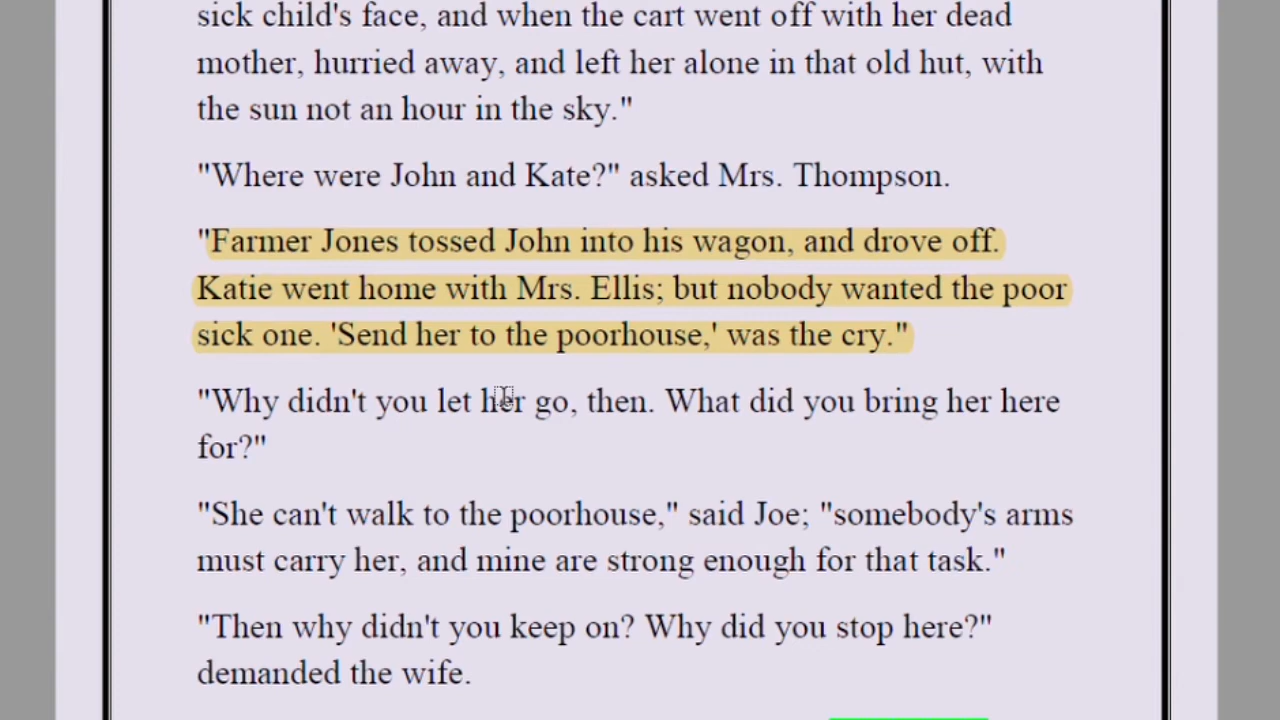 sick child's face, and when the cart went off with her dead
mother, hurried away, and left her alone in that old hut, with
the sun not an hour in the sky."
"Where were John and Kate?" asked Mrs. Thompson.
"Farmer Jones tossed John into his wagon, and drove off.
Katie went home with Mrs. Ellis; but nobody wanted the poor
sick one. 'Send her to the poorhouse,' was the cry."
"Why didn't you let her go, then. What did you bring her here
for?"
"She can't walk to the poorhouse," said Joe; "somebody's arms
must carry her, and mine are strong enough for that task."
"Then why didn't you keep on? Why did you stop here?"
demanded the wife.